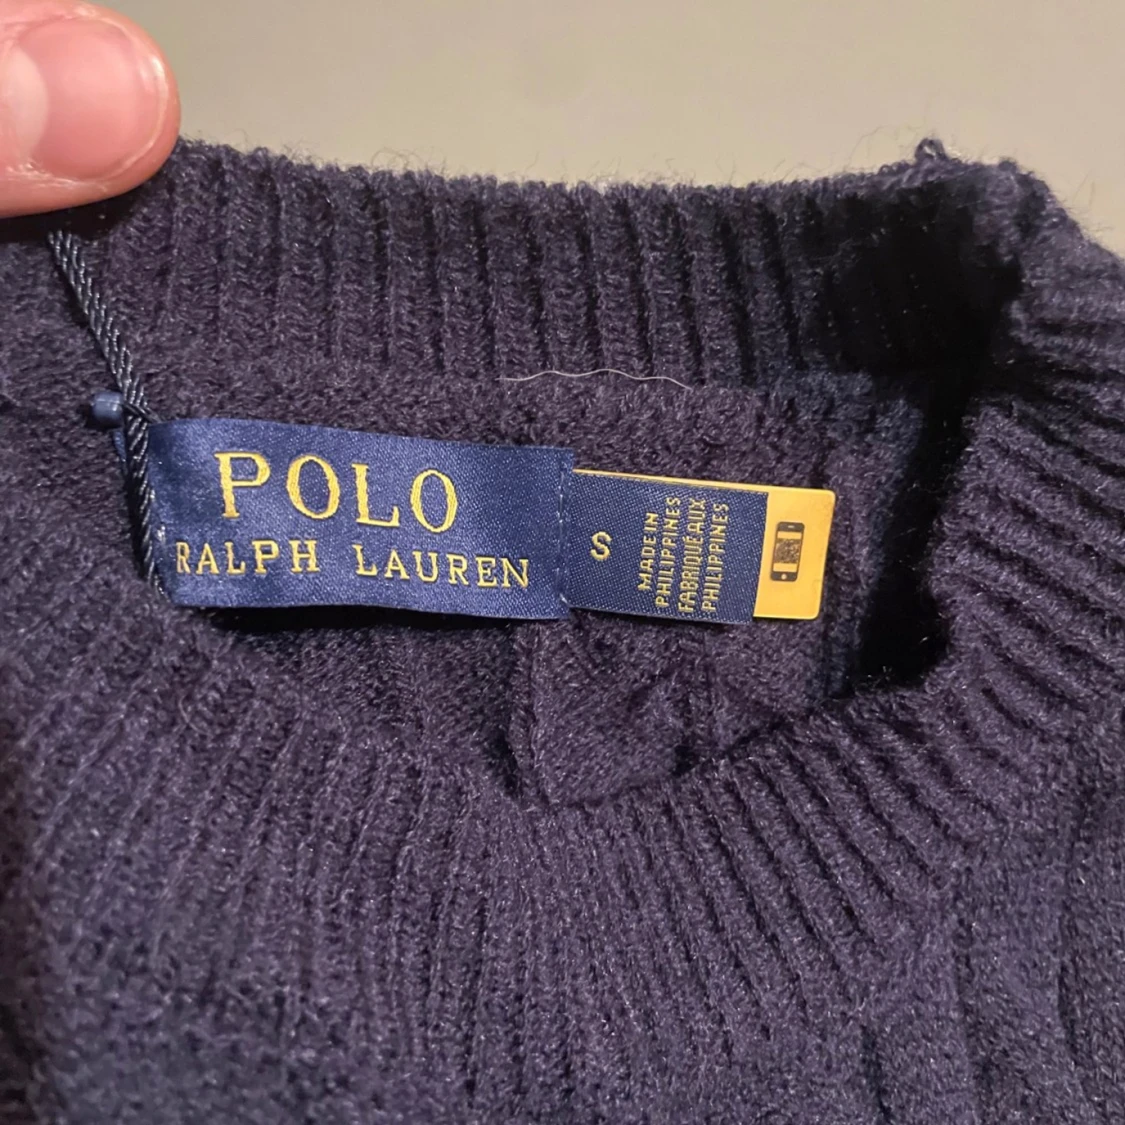 POLO
RALPH LAUREN
S
MADE IN
PHILIPPINES
FABRIQUÉ AUX
PHILIPPINES